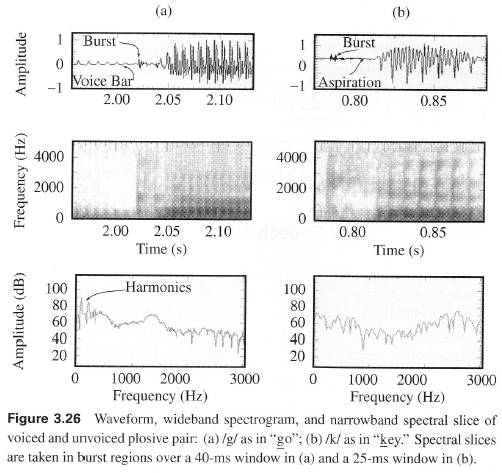 (a)
(b)
Amplitude
1
0
−1
Burst
Voice Bar
2.00
2.05
2.10
1
0
−1
Burst
Aspiration
0.80
0.85
Frequency (Hz)
4000
2000
0
2.00
2.05
2.10
Time (s)
4000
2000
0
0.80
0.85
Time (s)
Amplitude (dB)
100
80
60
40
20
Harmonics
0
1000
2000
3000
Frequency (Hz)
100
80
60
40
20
0
1000
2000
3000
Frequency (Hz)
Figure 3.26 Waveform, wideband spectrogram, and narrowband spectral slice of
voiced and unvoiced plosive pair: (a) /g/ as in “go”; (b) /k/ as in “key.” Spectral slices
are taken in burst regions over a 40-ms window in (a) and a 25-ms window in (b).